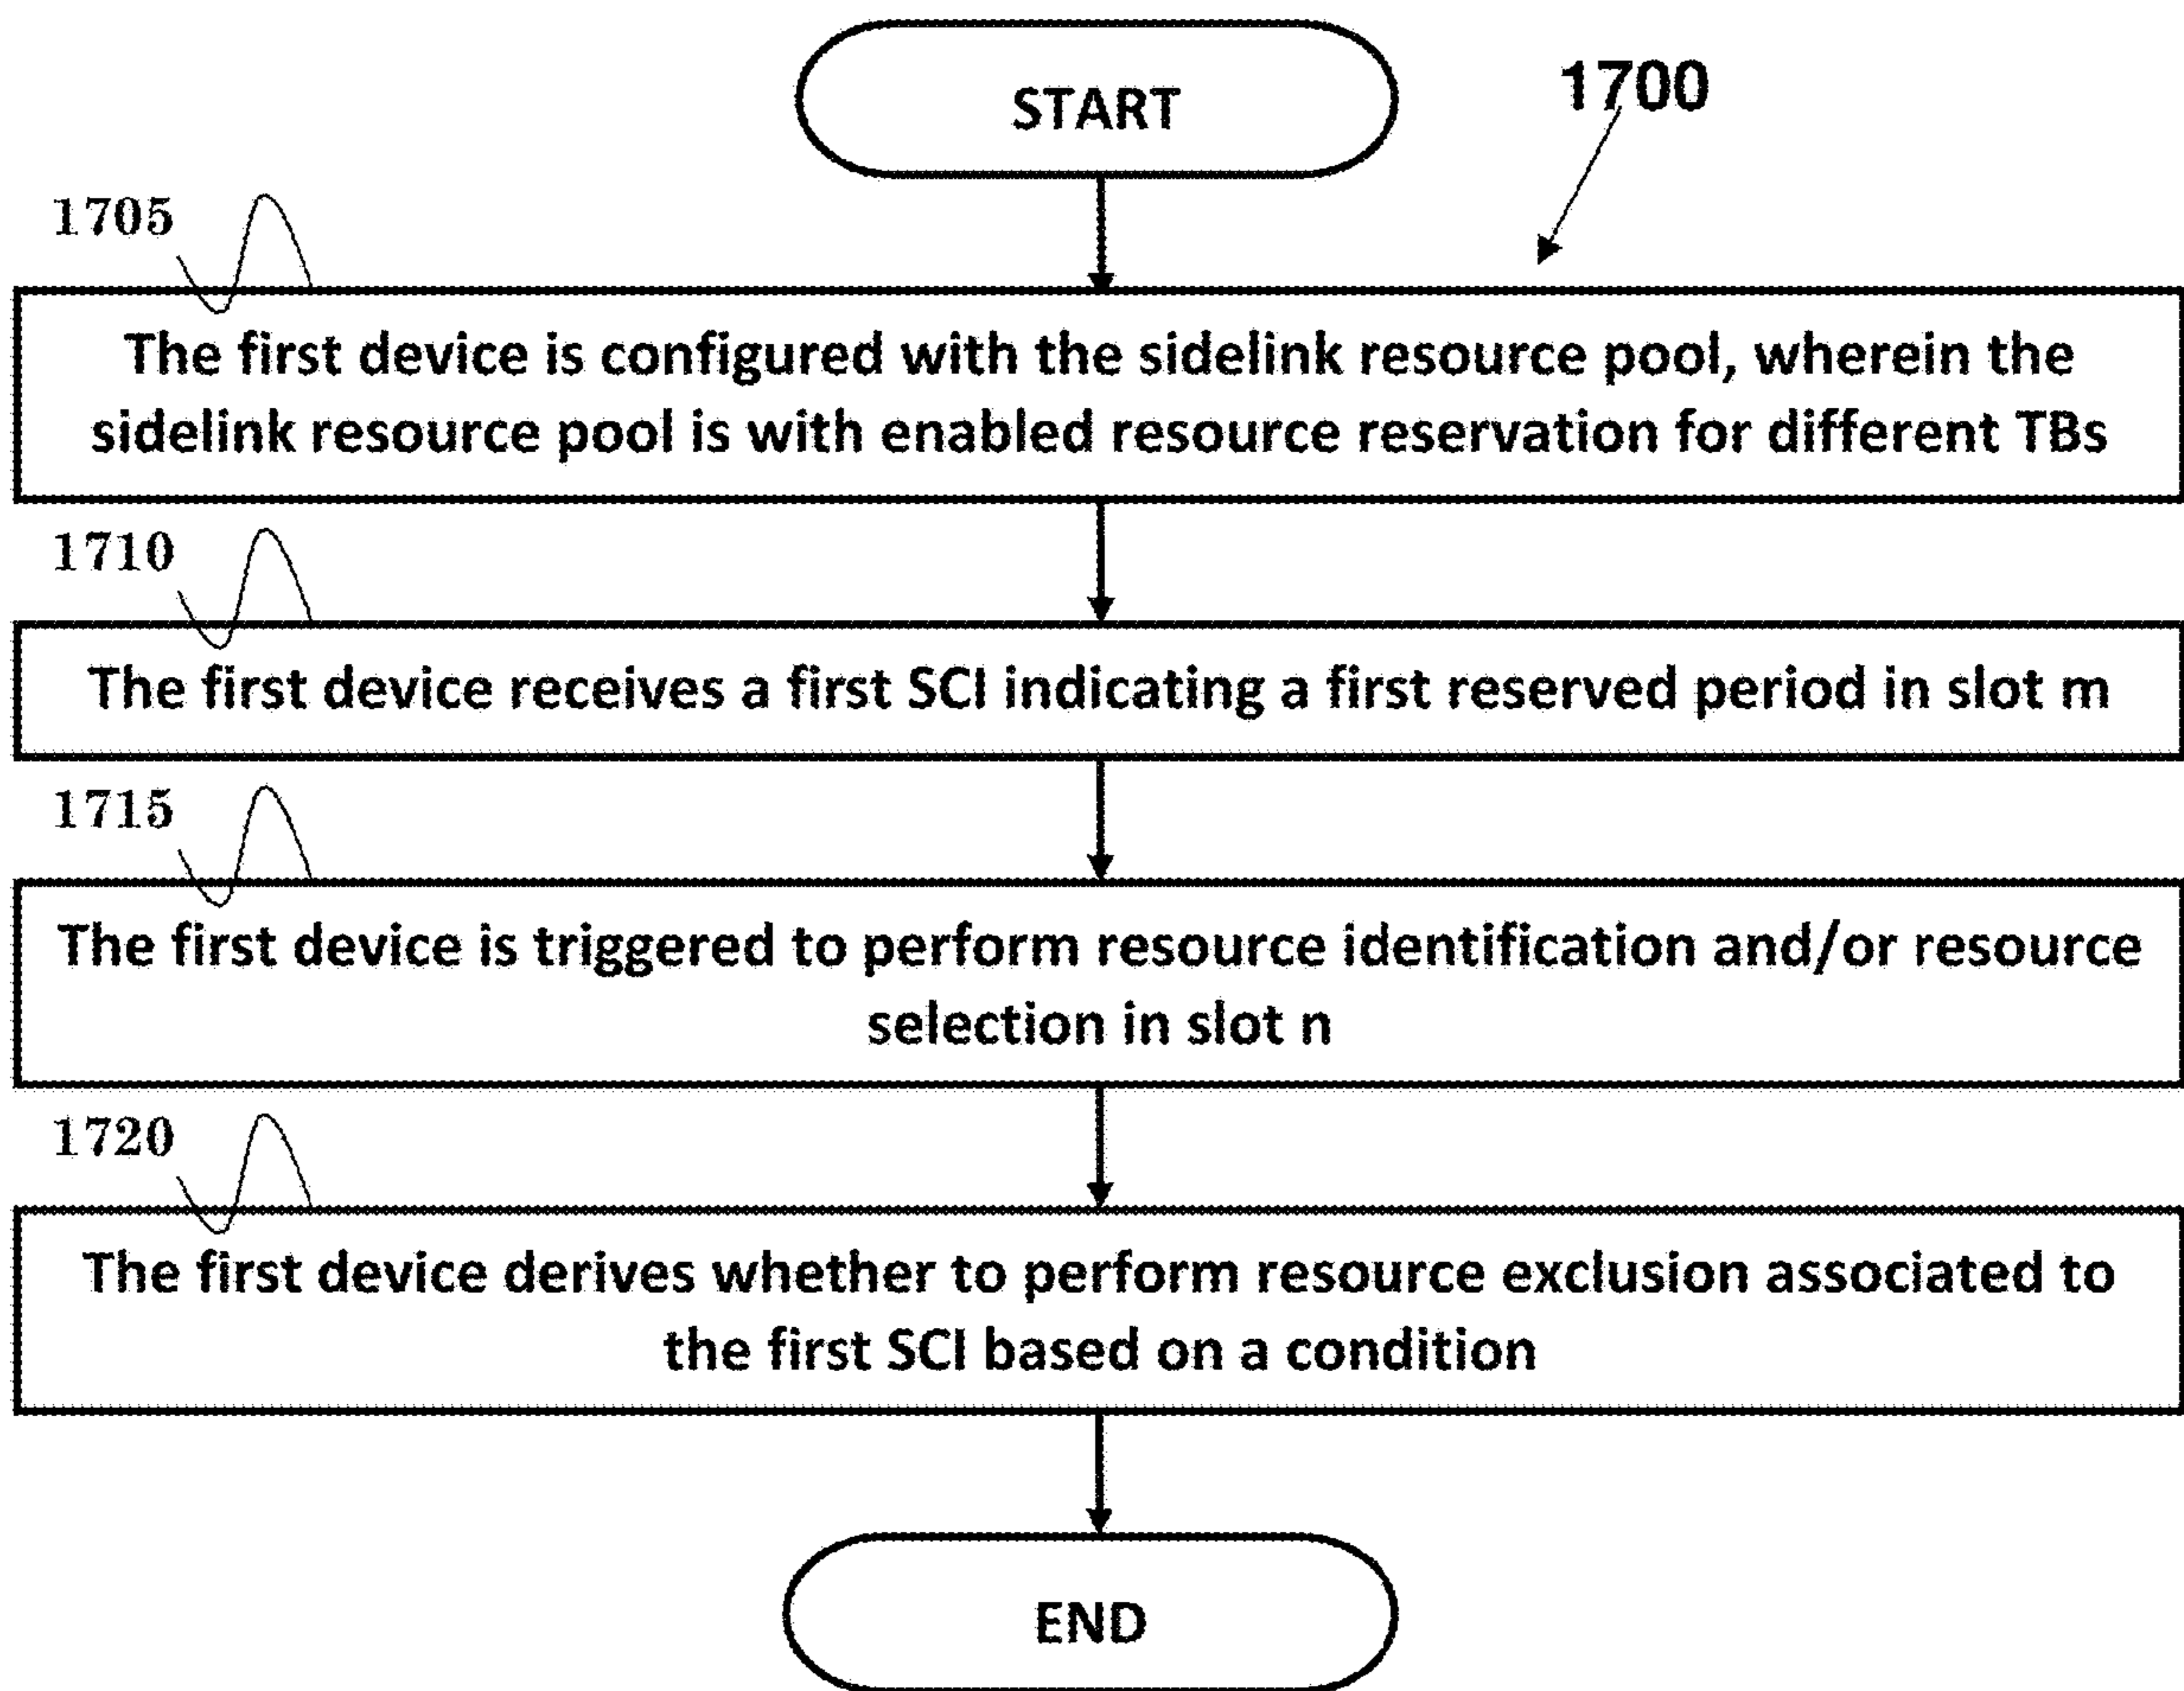 START
1700
1705
The first device is configured with the sidelink resource pool, wherein the
sidelink resource pool is with enabled resource reservation for different TBs
1710
The first device receives a first SCI indicating a first reserved period in slot m
1715
The first device is triggered to perform resource identification and/or resource
selection in slot n
1720
The first device derives whether to perform resource exclusion associated to
the first SCI based on a condition
END